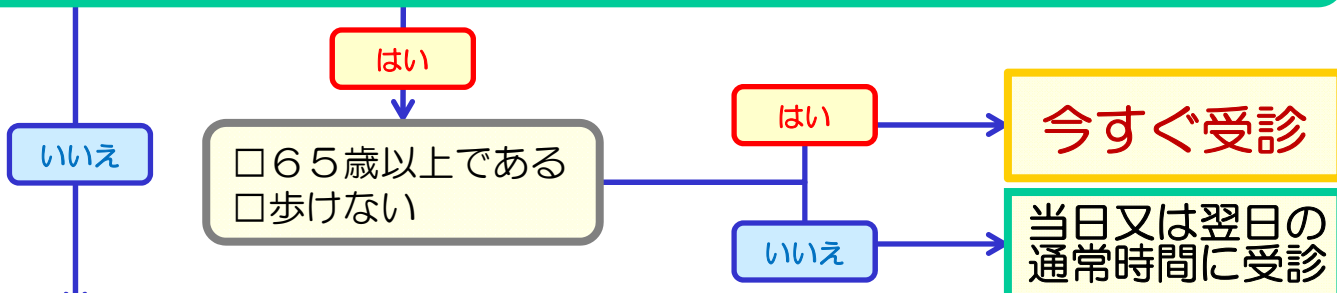 はい
いいえ
□６５歳以上である
□歩けない
はい
今すぐ受診
いいえ
当日又は翌日の
通常時間に受診